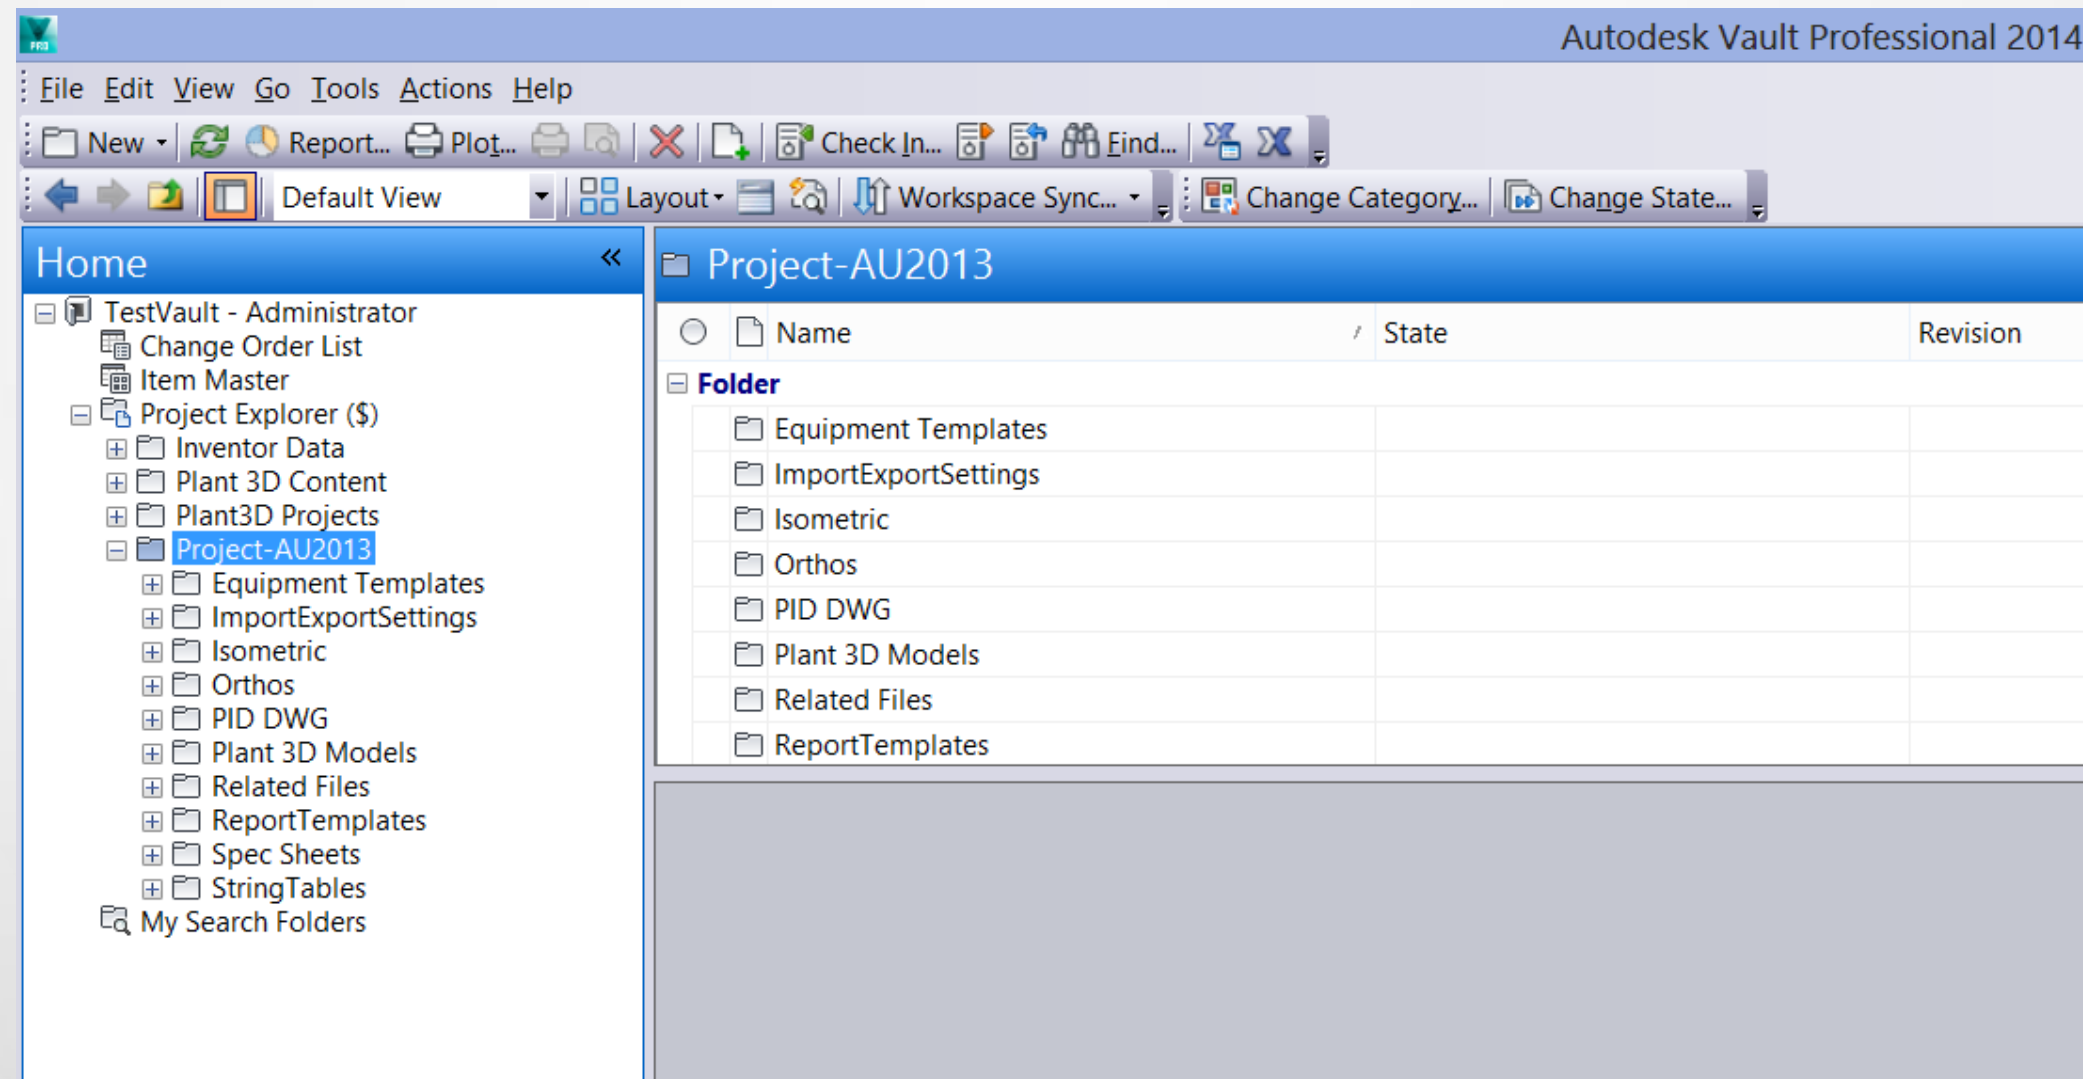 Autodesk Vault Professional 2014
PRO
File Edit View Go Tools Actions Help
New Report... Plot... Check In... Find...
Default View Layout Workspace Sync... Change Category... Change State...
Home «
TestVault - Administrator
Change Order List
Item Master
Project Explorer ($)
Inventor Data
Plant 3D Content
Plant3D Projects
Project-AU2013
Equipment Templates
ImportExportSettings
Isometric
Orthos
PID DWG
Plant 3D Models
Related Files
ReportTemplates
Spec Sheets
StringTables
My Search Folders
Project-AU2013
Name State Revision
Folder
Equipment Templates
ImportExportSettings
Isometric
Orthos
PID DWG
Plant 3D Models
Related Files
ReportTemplates